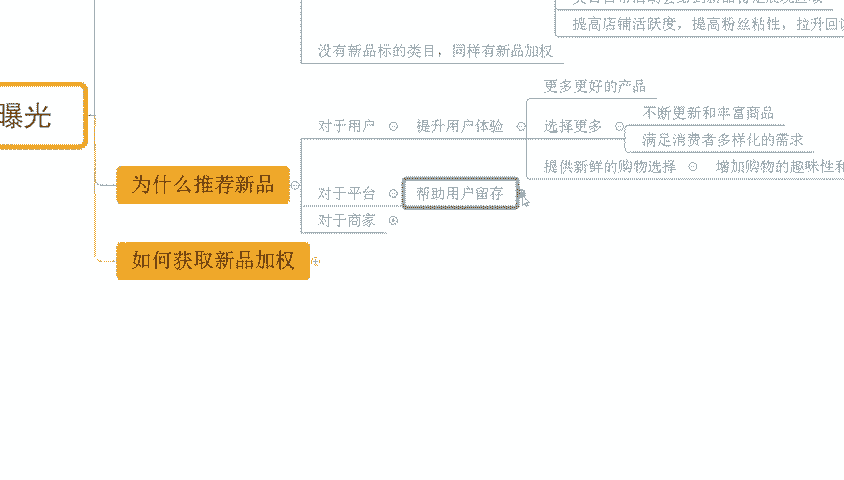 提高店铺活跃度，提高粉丝粘性，拉升回
没有新品标的类目，同样有新品加权
更多更好的产品
曝光
不断更新和丰富商品
对于用户 提升用户体验 选择更多
满足消费者多样化的需求
提供新鲜的购物选择 增加购物的趣味性和
为什么推荐新品
对于平台 帮助用户留存
对于商家
如何获取新品加权